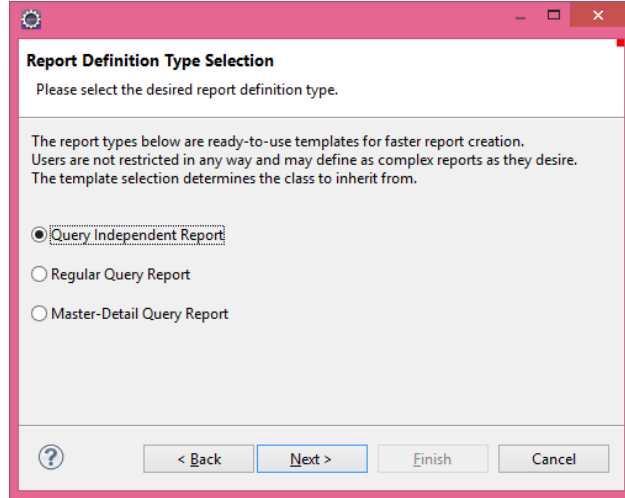 Report Definition Type Selection
Please select the desired report definition type.
The report types below are ready-to-use templates for faster report creation.
Users are not restricted in any way and may define as complex reports as they desire.
The template selection determines the class to inherit from.
Query Independent Report
Regular Query Report
Master-Detail Query Report
? < Back Next > Finish Cancel